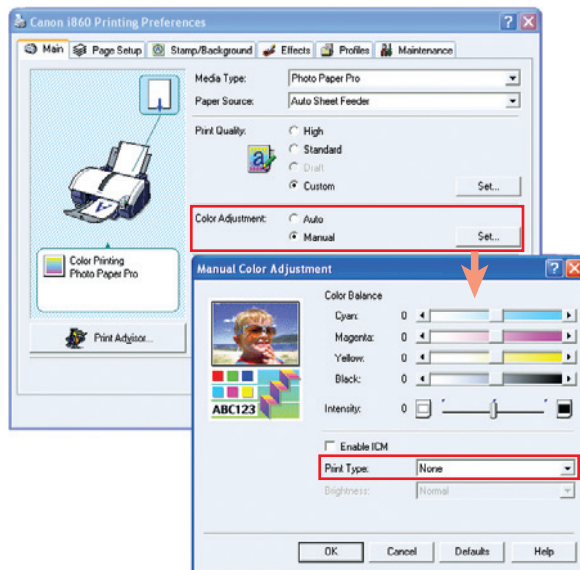 Canon i860 Printing Preferences
Main Page Setup Stamp/Background Effects Profiles Maintenance
Media Type: Photo Paper Pro
Paper Source: Auto Sheet Feeder
Print Quality: High
Standard
Draft
Custom Set...
Color Adjustment: Auto
Manual Set...
Color Printing
Photo Paper Pro
Print Advisor...
Manual Color Adjustment
Color Balance
Cyan: 0
Magenta: 0
Yellow: 0
Black: 0
Intensity: 0
ABC123
Enable ICM
Print Type: None
Brightness: Normal
OK Cancel Defaults Help